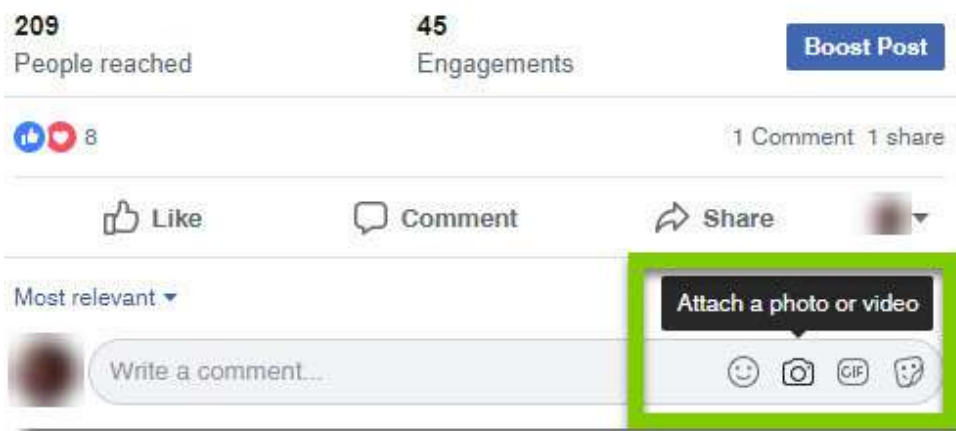 209 45
People reached Engagements Boost Post
8 1 Comment 1 share
Like Comment Share
Most relevant Attach a photo or video
Write a comment... GIF